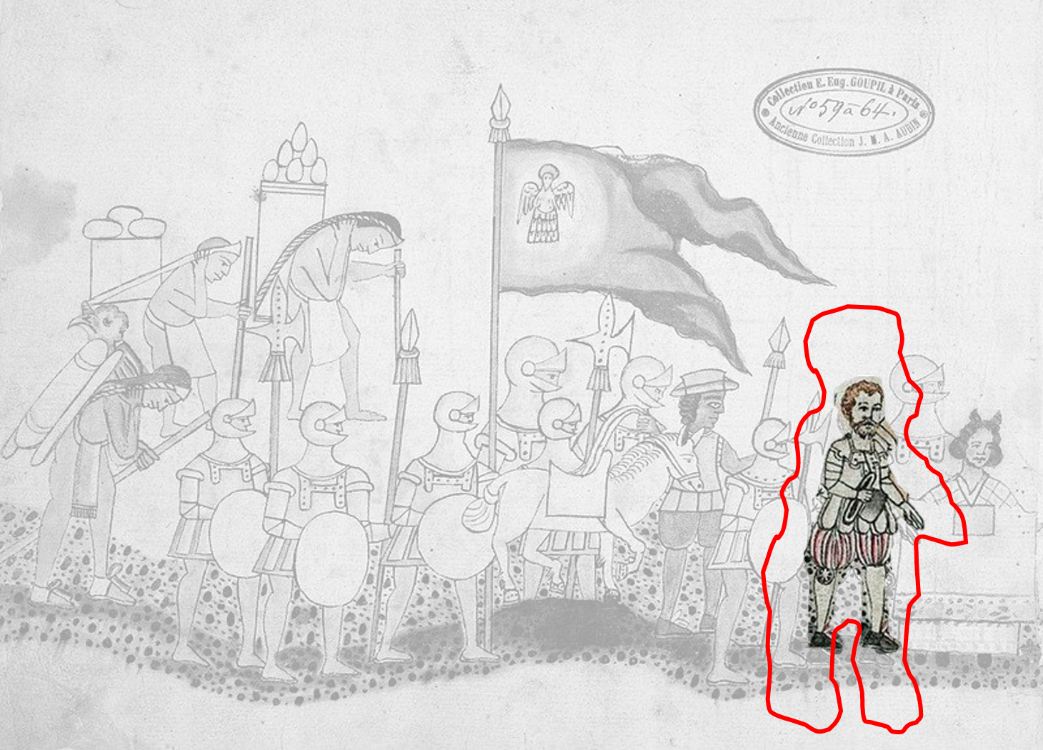 Collection E. Eug. GOUPIL à Paris
No 59 à 64.
Ancienne Collection J. M. A. AUBIN